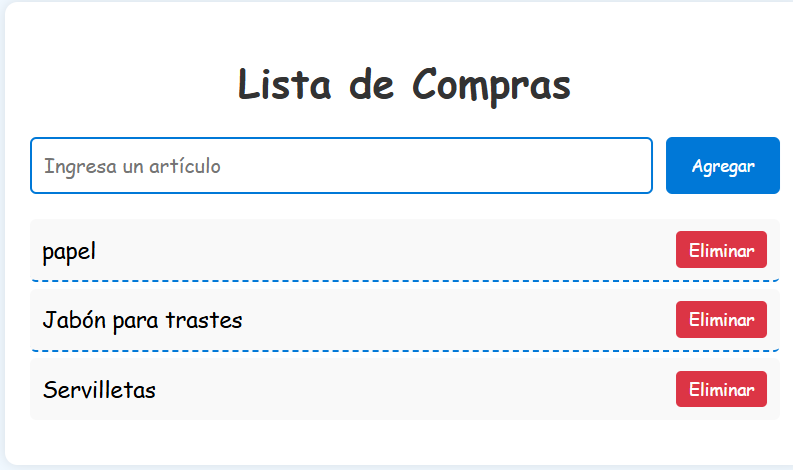 Lista de Compras
Ingresa un artículo
Agregar
papel
Eliminar
Jabón para trastes
Eliminar
Servilletas
Eliminar